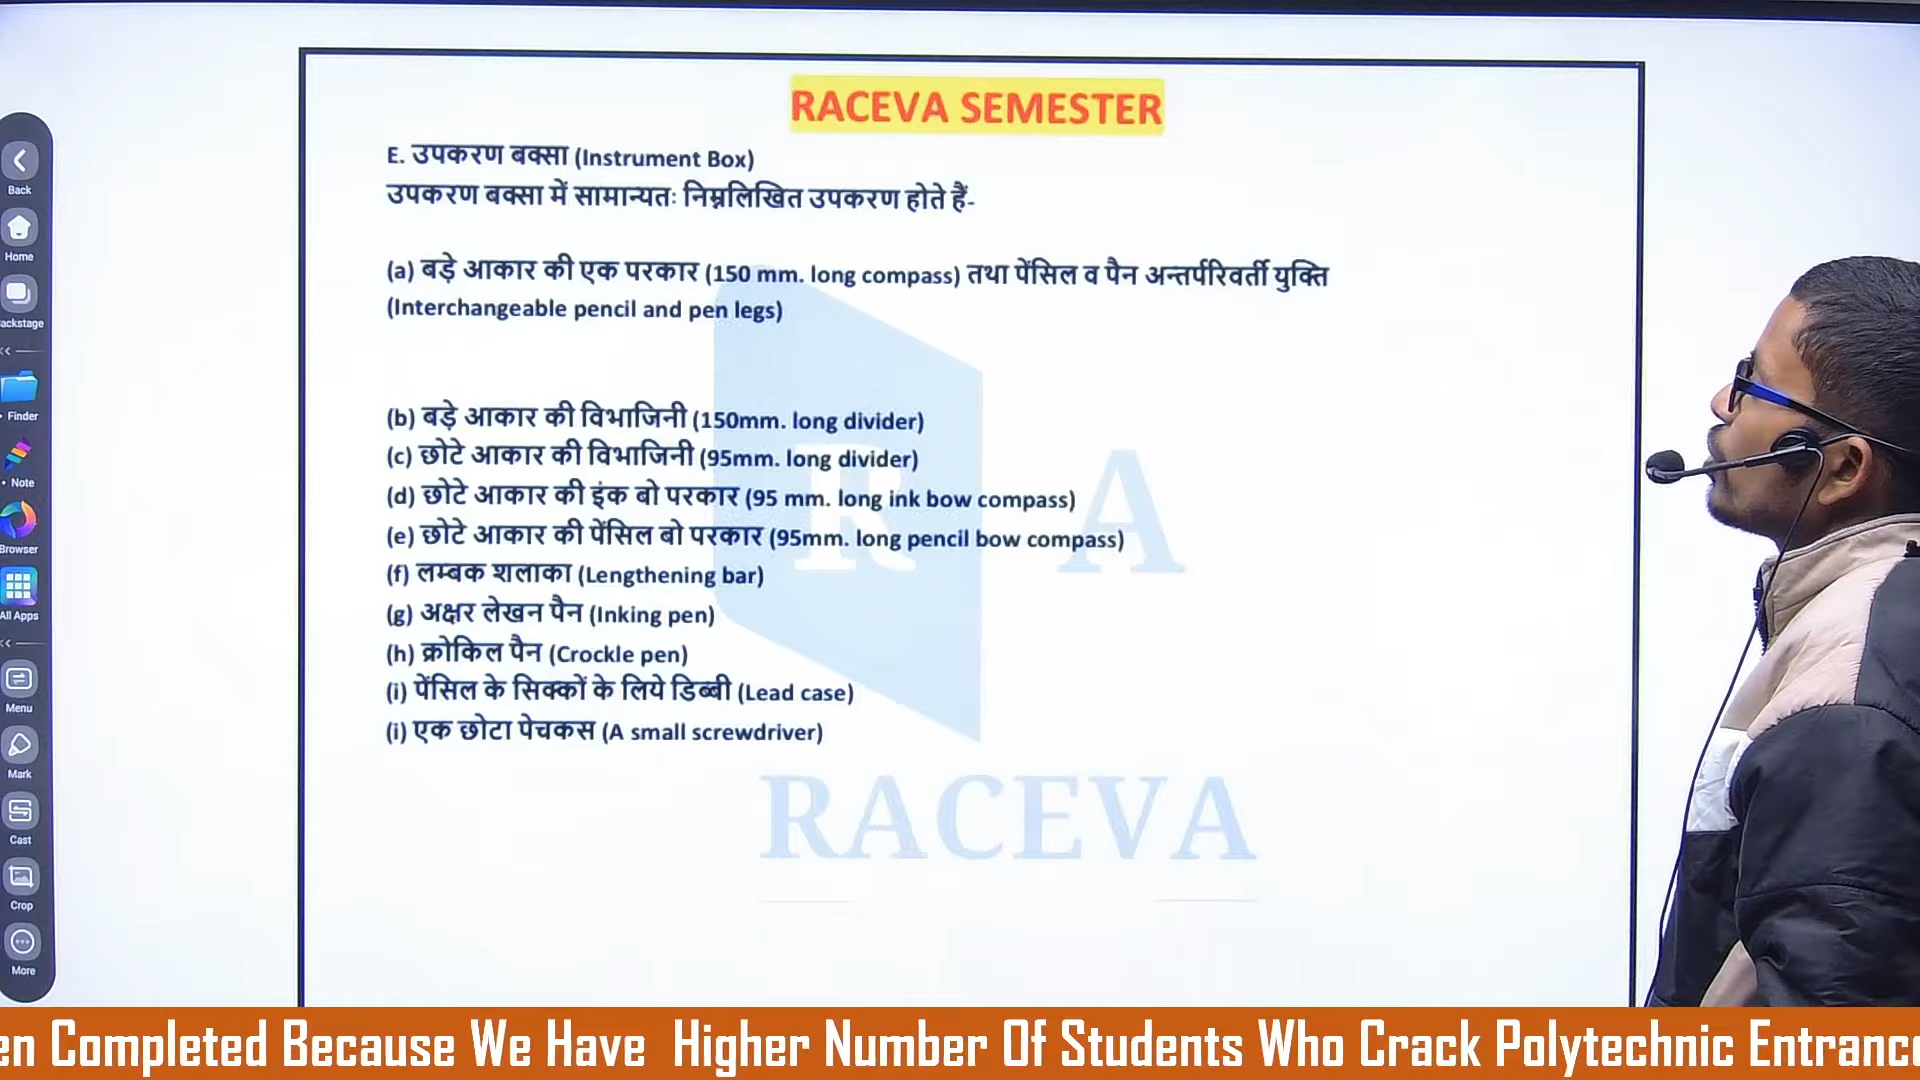 RACEVA SEMESTER
E. उपकरण बक्सा (Instrument Box)
उपकरण बक्सा में सामान्यतः निम्नलिखित उपकरण होते हैं-
(a) बड़े आकार की एक परकार (150 mm. long compass) तथा पेंसिल व पैन अन्तर्परिवर्ती युक्ति
(Interchangeable pencil and pen legs)
(b) बड़े आकार की विभाजिनी (150mm. long divider)
(c) छोटे आकार की विभाजिनी (95mm. long divider)
(d) छोटे आकार की इंक बो परकार (95 mm. long ink bow compass)
(e) छोटे आकार की पेंसिल बो परकार (95mm. long pencil bow compass)
(f) लम्बक शलाका (Lengthening bar)
(g) अक्षर लेखन पैन (Inking pen)
(h) क्रोकिल पैन (Crockle pen)
(i) पेंसिल के सिक्कों के लिये डिब्बी (Lead case)
(i) एक छोटा पेचकस (A small screwdriver)
R A
RACEVA
Back
Home
ackstage
Finder
Note
Browser
All Apps
Menu
Mark
Cast
Crop
More
en Completed Because We Have Higher Number Of Students Who Crack Polytechnic Entrance